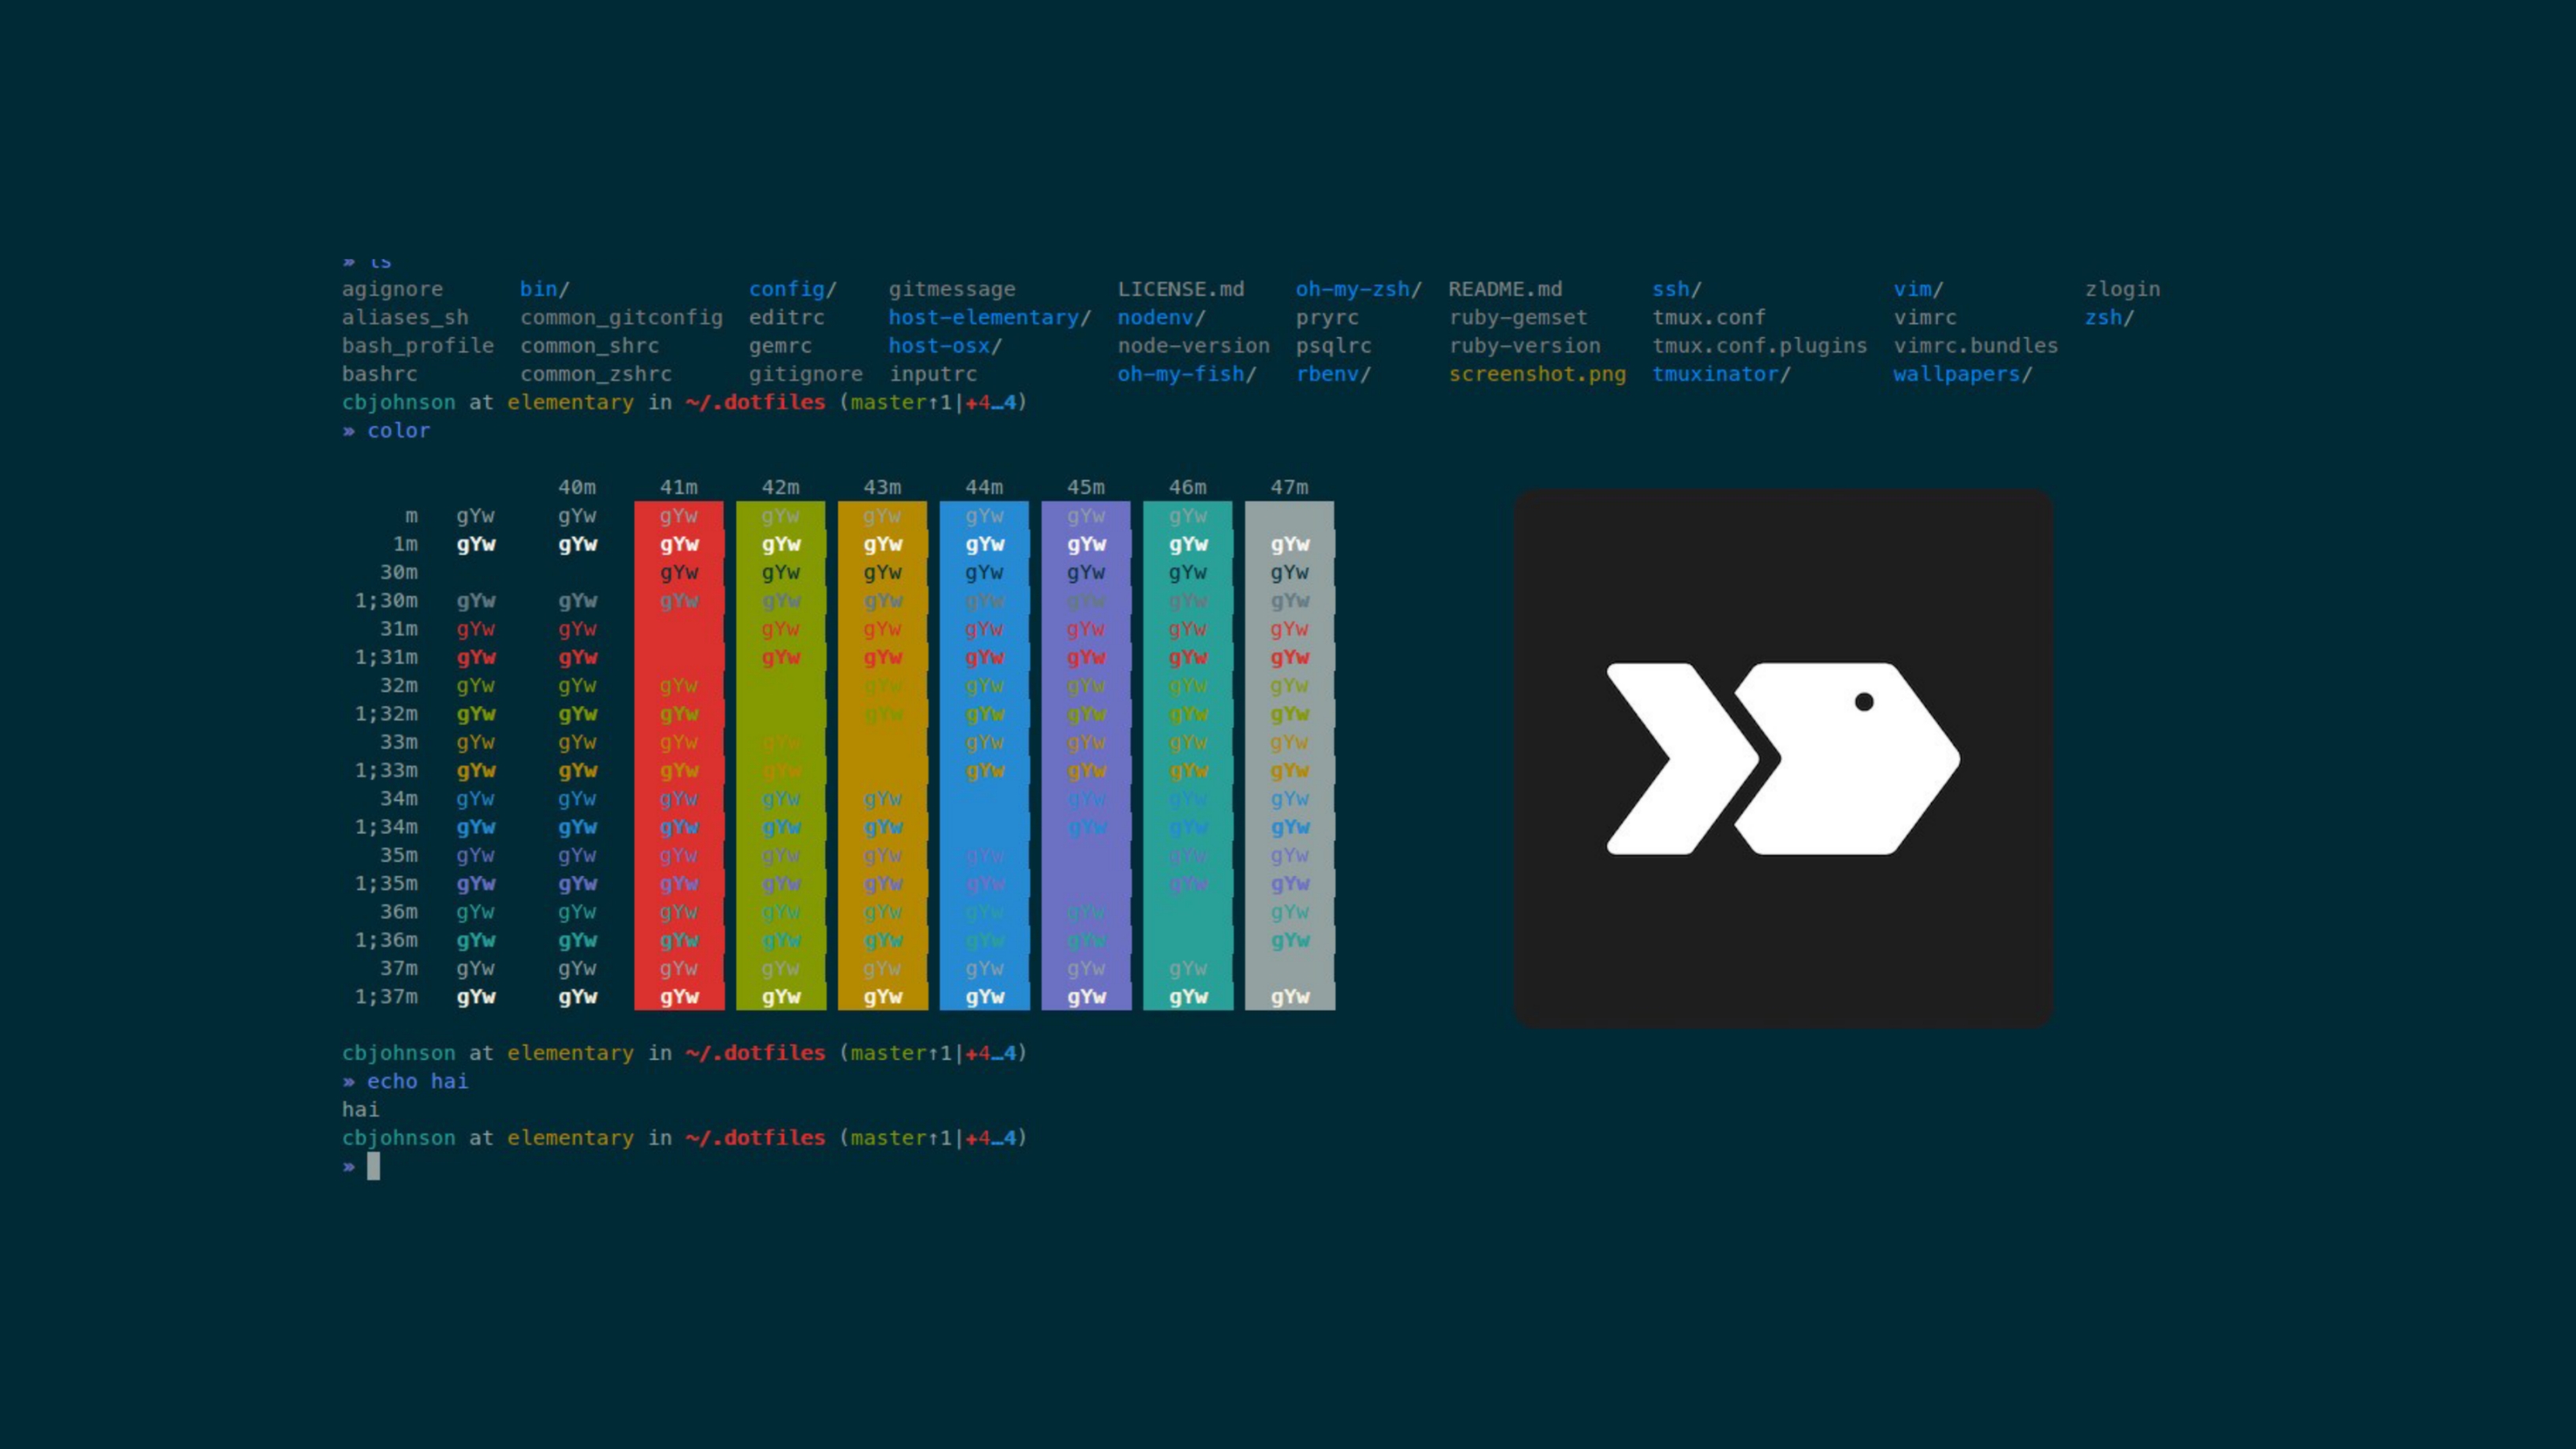 » ls
agignore bin/ config/ gitmessage LICENSE.md oh-my-zsh/ README.md ssh/ vim/ zlogin
aliases_sh common_gitconfig editrc host-elementary/ nodenv/ pryrc ruby-gemset tmux.conf vimrc zsh/
bash_profile common_shrc gemrc host-osx/ node-version psqlrc ruby-version tmux.conf.plugins vimrc.bundles
bashrc common_zshrc gitignore inputrc oh-my-fish/ rbenv/ screenshot.png tmuxinator/ wallpapers/
cbjohnson at elementary in ~/.dotfiles (master↑1|+4…4)
» color
40m 41m 42m 43m 44m 45m 46m 47m
m gYw gYw gYw gYw gYw gYw gYw gYw
1m gYw gYw gYw gYw gYw gYw gYw gYw gYw
30m gYw gYw gYw gYw gYw gYw gYw
1;30m gYw gYw gYw gYw gYw gYw gYw gYw gYw
31m gYw gYw gYw gYw gYw gYw gYw gYw
1;31m gYw gYw gYw gYw gYw gYw gYw gYw
32m gYw gYw gYw gYw gYw gYw gYw gYw
1;32m gYw gYw gYw gYw gYw gYw gYw gYw
33m gYw gYw gYw gYw gYw gYw gYw gYw
1;33m gYw gYw gYw gYw gYw gYw gYw gYw
34m gYw gYw gYw gYw gYw gYw gYw gYw
1;34m gYw gYw gYw gYw gYw gYw gYw gYw
35m gYw gYw gYw gYw gYw gYw gYw gYw
1;35m gYw gYw gYw gYw gYw gYw gYw gYw
36m gYw gYw gYw gYw gYw gYw gYw gYw
1;36m gYw gYw gYw gYw gYw gYw gYw gYw
37m gYw gYw gYw gYw gYw gYw gYw gYw
1;37m gYw gYw gYw gYw gYw gYw gYw gYw gYw
cbjohnson at elementary in ~/.dotfiles (master↑1|+4…4)
» echo hai
hai
cbjohnson at elementary in ~/.dotfiles (master↑1|+4…4)
»